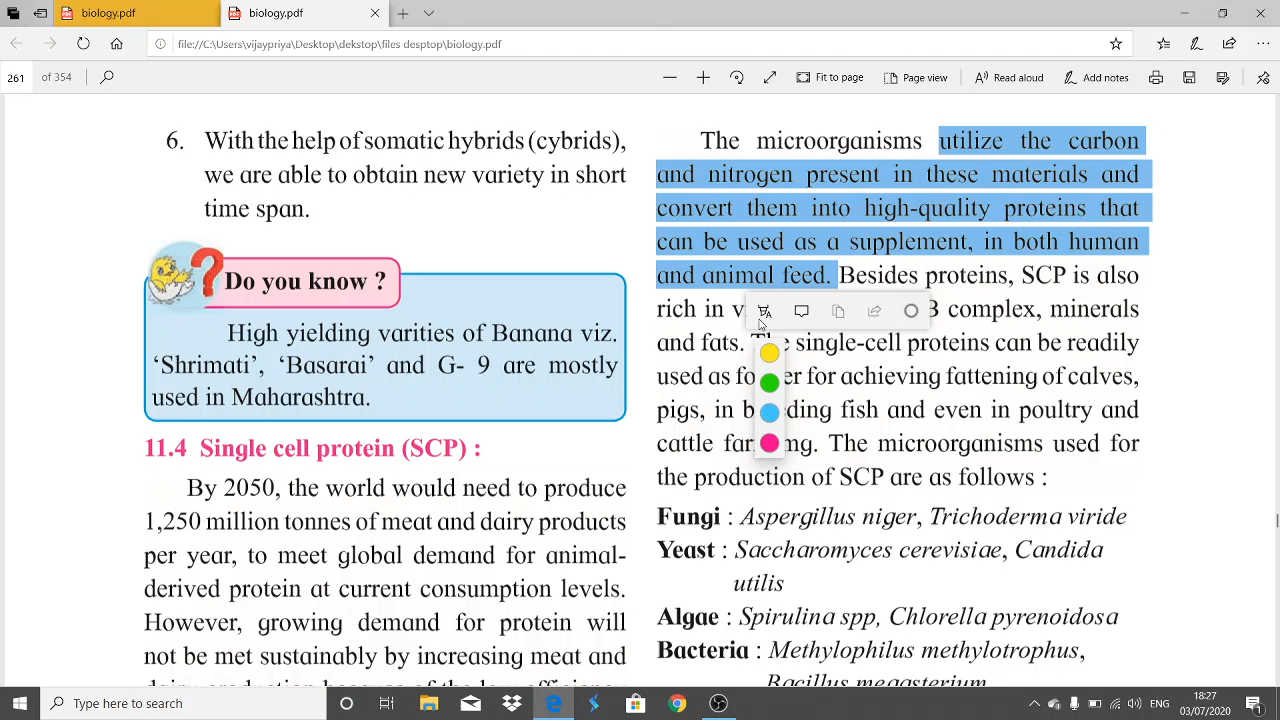 biology.pdf
biology.pdf
file://C:\Users\vijaypriya\Desktop\dekstop\files desptop\biology.pdf
261 of 354
Fit to page
Page view
Read aloud
Add notes
6. With the help of somatic hybrids (cybrids),
we are able to obtain new variety in short
time span.
Do you know ?
High yielding varities of Banana viz.
‘Shrimati’, ‘Basarai’ and G- 9 are mostly
used in Maharashtra.
11.4 Single cell protein (SCP) :
By 2050, the world would need to produce
1,250 million tonnes of meat and dairy products
per year, to meet global demand for animal-
derived protein at current consumption levels.
However, growing demand for protein will
not be met sustainably by increasing meat and
dairy production because of the low efficiency
The microorganisms utilize the carbon
and nitrogen present in these materials and
convert them into high-quality proteins that
can be used as a supplement, in both human
and animal feed. Besides proteins, SCP is also
rich in B complex, minerals
and fats. single-cell proteins can be readily
used as for achieving fattening of calves,
pigs, in fish and even in poultry and
cattle The microorganisms used for
the production of SCP are as follows :
Fungi : Aspergillus niger, Trichoderma viride
Yeast : Saccharomyces cerevisiae, Candida
utilis
Algae : Spirulina spp, Chlorella pyrenoidosa
Bacteria : Methylophilus methylotrophus,
Bacillus megasterium
Type here to search
ENG
18:27
03/07/2020